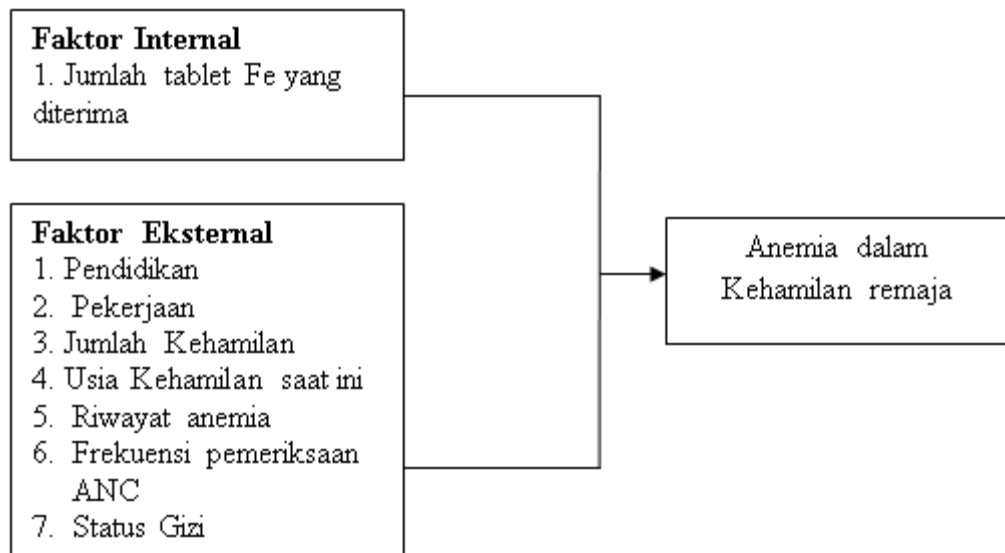 Faktor Internal
1. Jumlah tablet Fe yang
diterima
Faktor Eksternal
1. Pendidikan
2. Pekerjaan
3. Jumlah Kehamilan
4. Usia Kehamilan saat ini
5. Riwayat anemia
6. Frekuensi pemeriksaan
ANC
7. Status Gizi
Anemia dalam
Kehamilan remaja